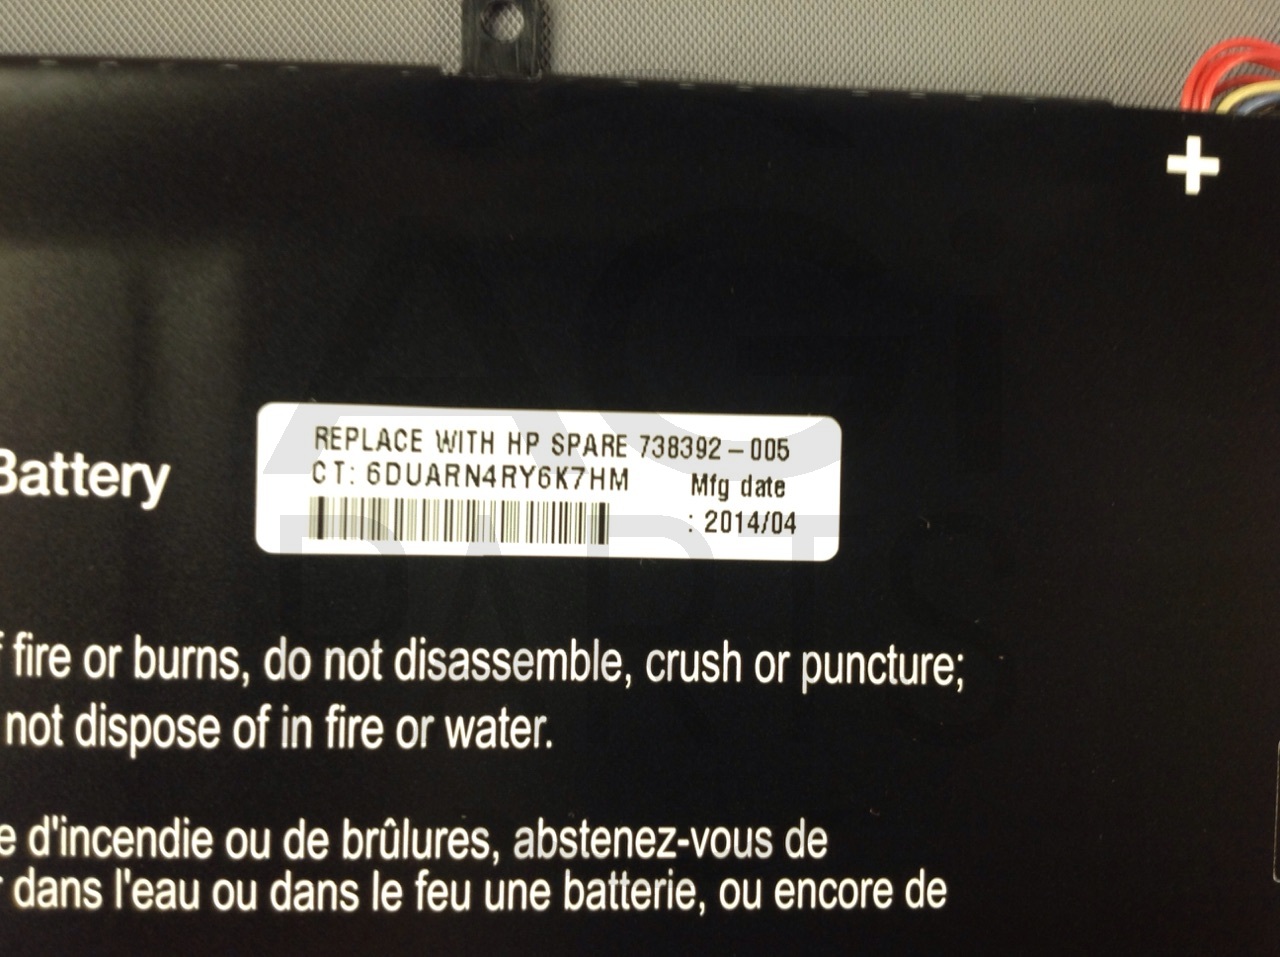 REPLACE WITH HP SPARE 738392-005
CT: 6DUARN4RY6K7HM
Mfg date
: 2014/04
Battery
fire or burns, do not disassemble, crush or puncture;
not dispose of in fire or water.
e d'incendie ou de brûlures, abstenez-vous de
dans l'eau ou dans le feu une batterie, ou encore de
AGi
PARTS